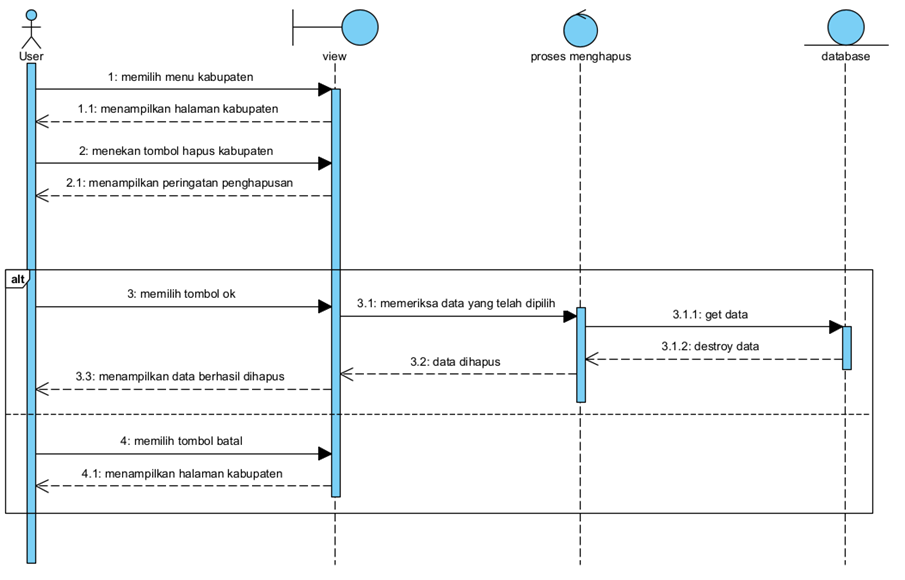 User
view
proses menghapus
database
1: memilih menu kabupaten
1.1: menampilkan halaman kabupaten
2: menekan tombol hapus kabupaten
2.1: menampilkan peringatan penghapusan
alt
3: memilih tombol ok
3.1: memeriksa data yang telah dipilih
3.1.1: get data
3.1.2: destroy data
3.2: data dihapus
3.3: menampilkan data berhasil dihapus
4: memilih tombol batal
4.1: menampilkan halaman kabupaten